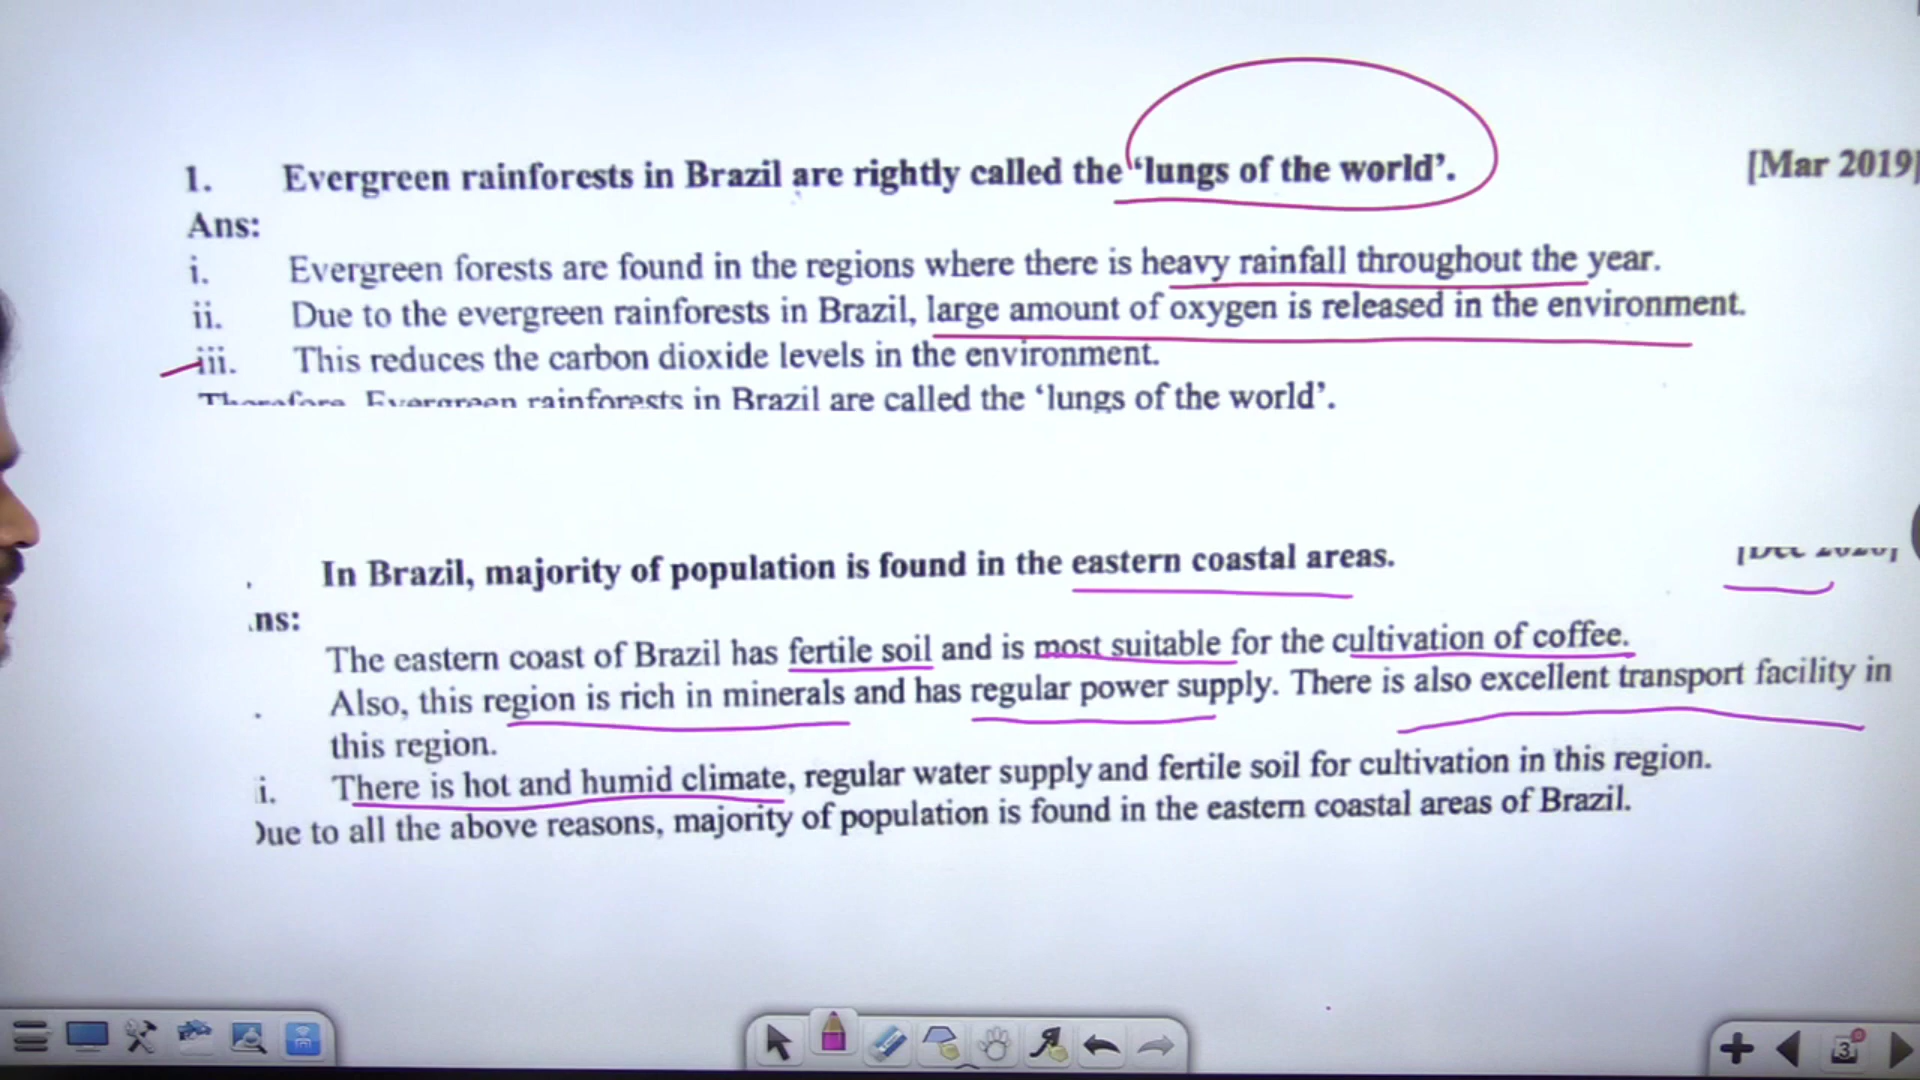 1. Evergreen rainforests in Brazil are rightly called the ‘lungs of the world’. [Mar 2019]
Ans:
i. Evergreen forests are found in the regions where there is heavy rainfall throughout the year.
ii. Due to the evergreen rainforests in Brazil, large amount of oxygen is released in the environment.
iii. This reduces the carbon dioxide levels in the environment.
Therefore, Evergreen rainforests in Brazil are called the ‘lungs of the world’.
. In Brazil, majority of population is found in the eastern coastal areas. [Dec 2020]
ns:
The eastern coast of Brazil has fertile soil and is most suitable for the cultivation of coffee.
. Also, this region is rich in minerals and has regular power supply. There is also excellent transport facility in
this region.
i. There is hot and humid climate, regular water supply and fertile soil for cultivation in this region.
Due to all the above reasons, majority of population is found in the eastern coastal areas of Brazil.
3